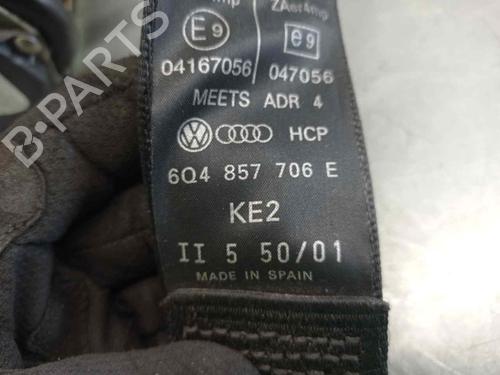 ZAer4mp
E9 e9
04167056 047056
MEETS ADR 4
HCP
6Q4 857 706 E
KE2
II 5 50/01
MADE IN SPAIN
B-PARTS